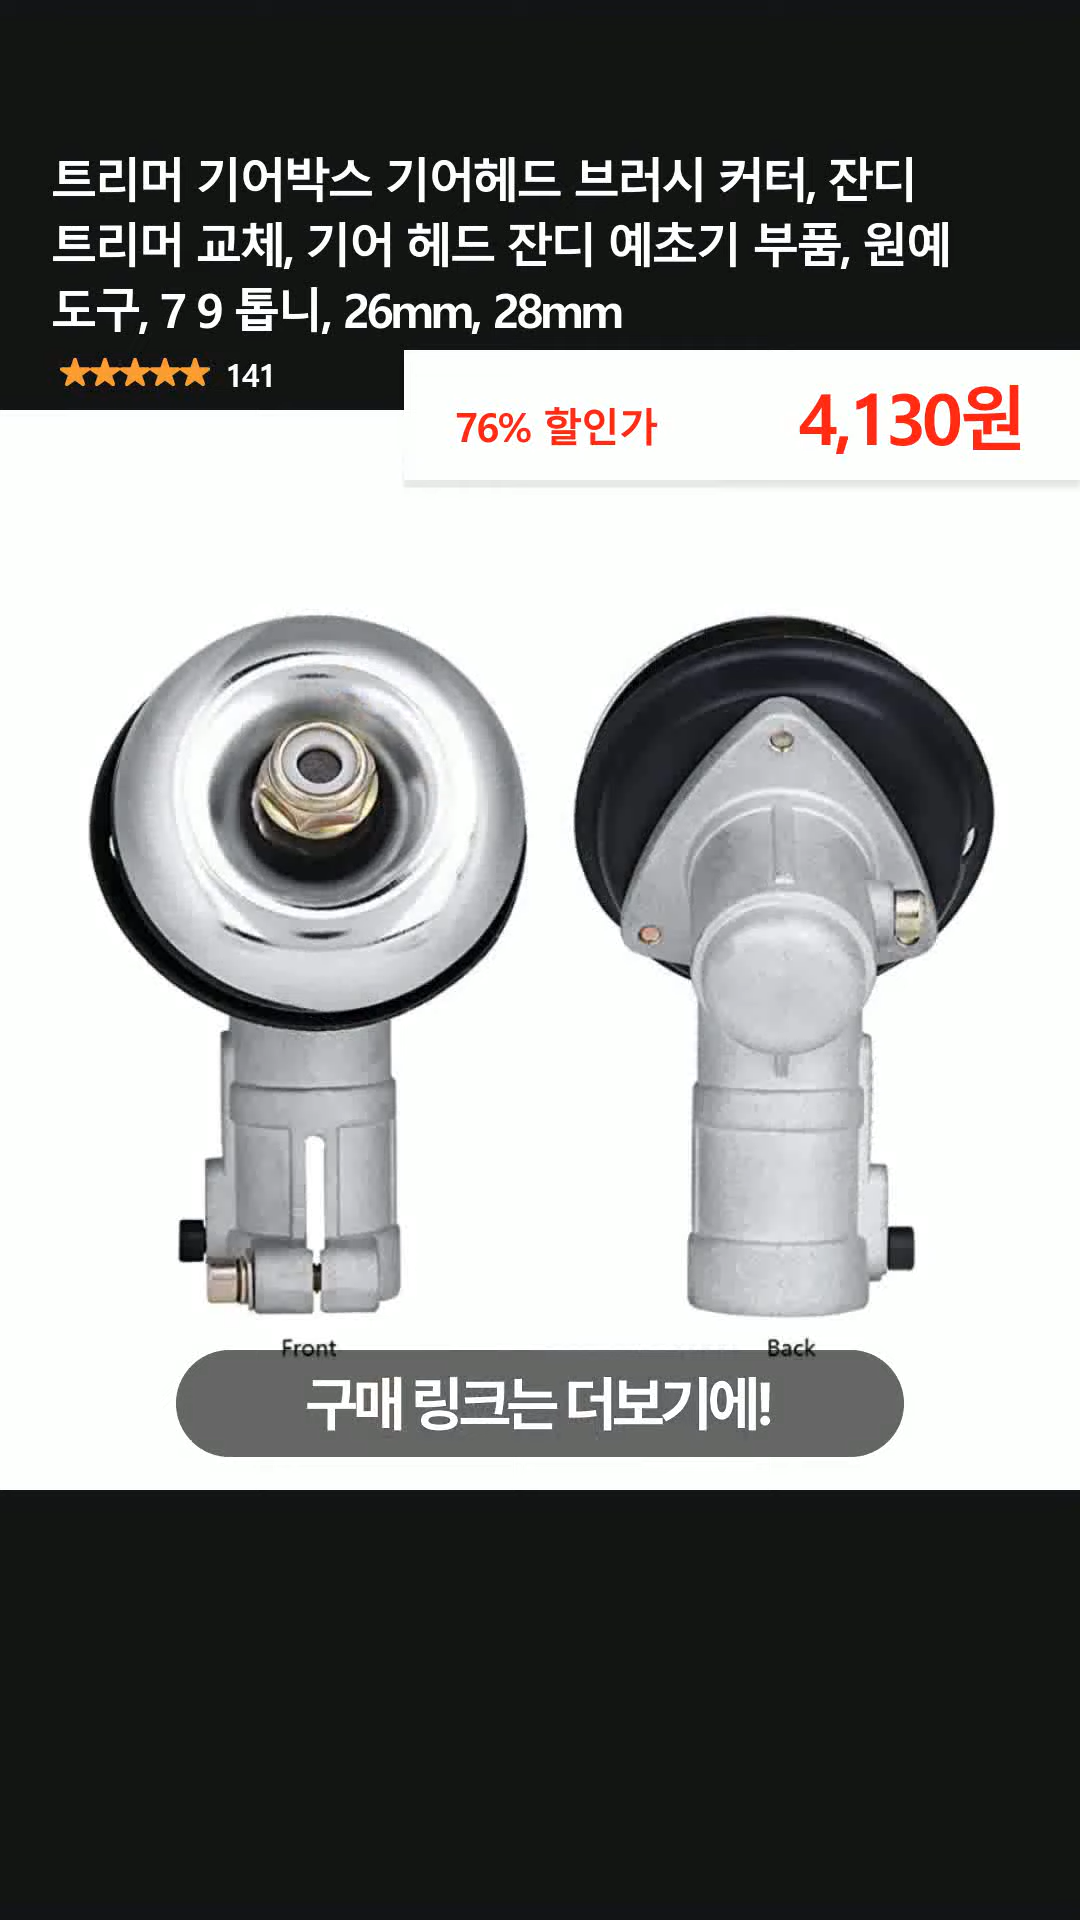 트리머 기어박스 기어헤드 브러시 커터, 잔디
트리머 교체, 기어 헤드 잔디 예초기 부품, 원예
도구, 7 9 톱니, 26mm, 28mm
141
76% 할인가 4,130원
Front Back
구매 링크는 더보기에!